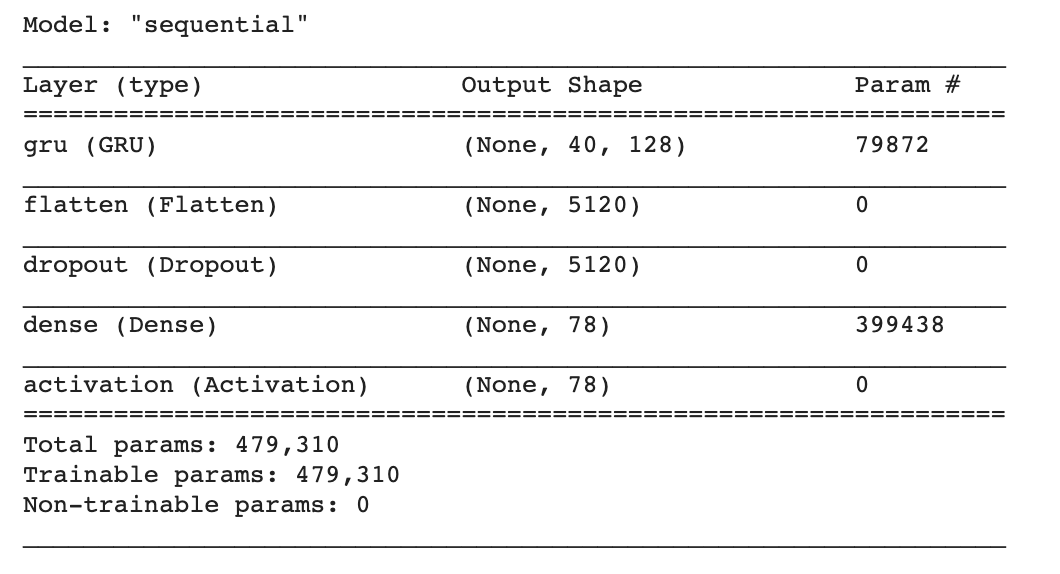 Model: "sequential"
Layer (type) Output Shape Param #
=================================================================
gru (GRU) (None, 40, 128) 79872
flatten (Flatten) (None, 5120) 0
dropout (Dropout) (None, 5120) 0
dense (Dense) (None, 78) 399438
activation (Activation) (None, 78) 0
=================================================================
Total params: 479,310
Trainable params: 479,310
Non-trainable params: 0